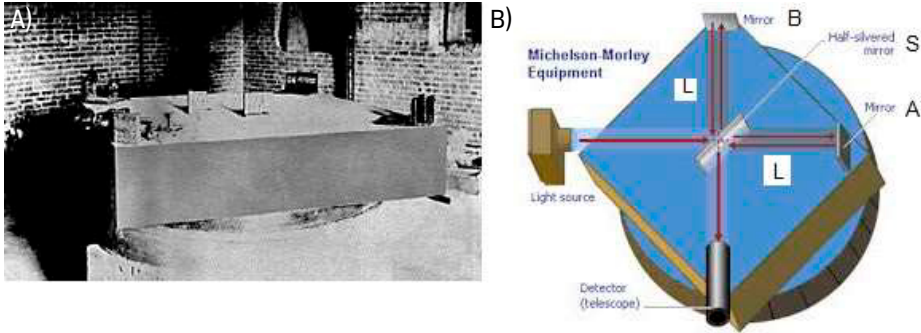 A)
B)
Mirror B
Half-silvered
mirror S
Michelson-Morley
Equipment
L
Mirror A
L
Light source
Detector
(telescope)